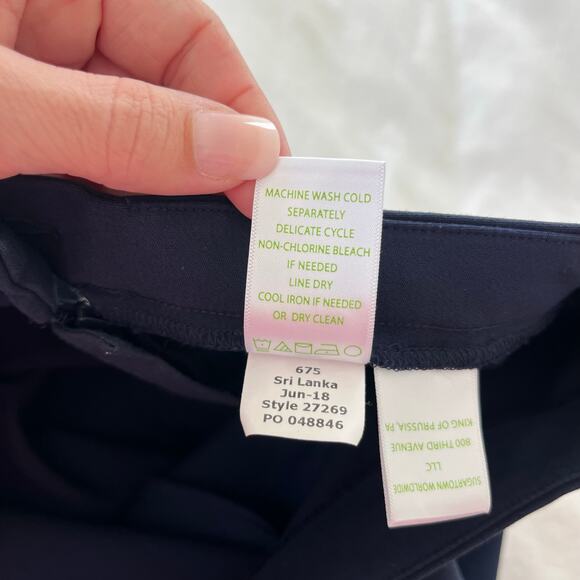 MACHINE WASH COLD
SEPARATELY
DELICATE CYCLE
NON-CHLORINE BLEACH
IF NEEDED
LINE DRY
COOL IRON IF NEEDED
OR DRY CLEAN
675
Sri Lanka
Jun-18
Style 27269
PO 048846
SUGARTOWN WORLDWIDE
LLC
800 THIRD AVENUE
KING OF PRUSSIA, PA